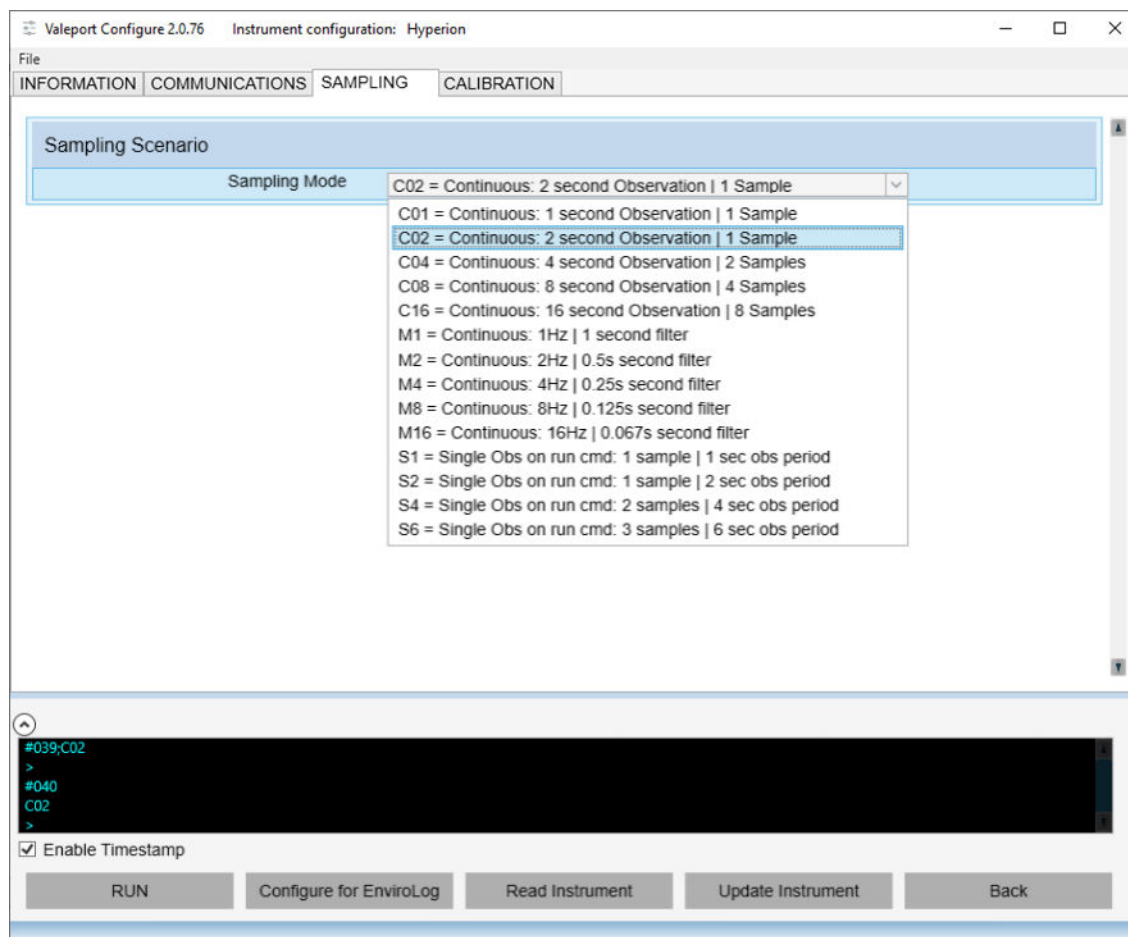 Valeport Configure 2.0.76 Instrument configuration: Hyperion
File
INFORMATION COMMUNICATIONS SAMPLING CALIBRATION
Sampling Scenario
Sampling Mode C02 = Continuous: 2 second Observation | 1 Sample
C01 = Continuous: 1 second Observation | 1 Sample
C02 = Continuous: 2 second Observation | 1 Sample
C04 = Continuous: 4 second Observation | 2 Samples
C08 = Continuous: 8 second Observation | 4 Samples
C16 = Continuous: 16 second Observation | 8 Samples
M1 = Continuous: 1Hz | 1 second filter
M2 = Continuous: 2Hz | 0.5s second filter
M4 = Continuous: 4Hz | 0.25s second filter
M8 = Continuous: 8Hz | 0.125s second filter
M16 = Continuous: 16Hz | 0.067s second filter
S1 = Single Obs on run cmd: 1 sample | 1 sec obs period
S2 = Single Obs on run cmd: 1 sample | 2 sec obs period
S4 = Single Obs on run cmd: 2 samples | 4 sec obs period
S6 = Single Obs on run cmd: 3 samples | 6 sec obs period
#039;C02
>
#040
C02
>
Enable Timestamp
RUN Configure for EnviroLog Read Instrument Update Instrument Back